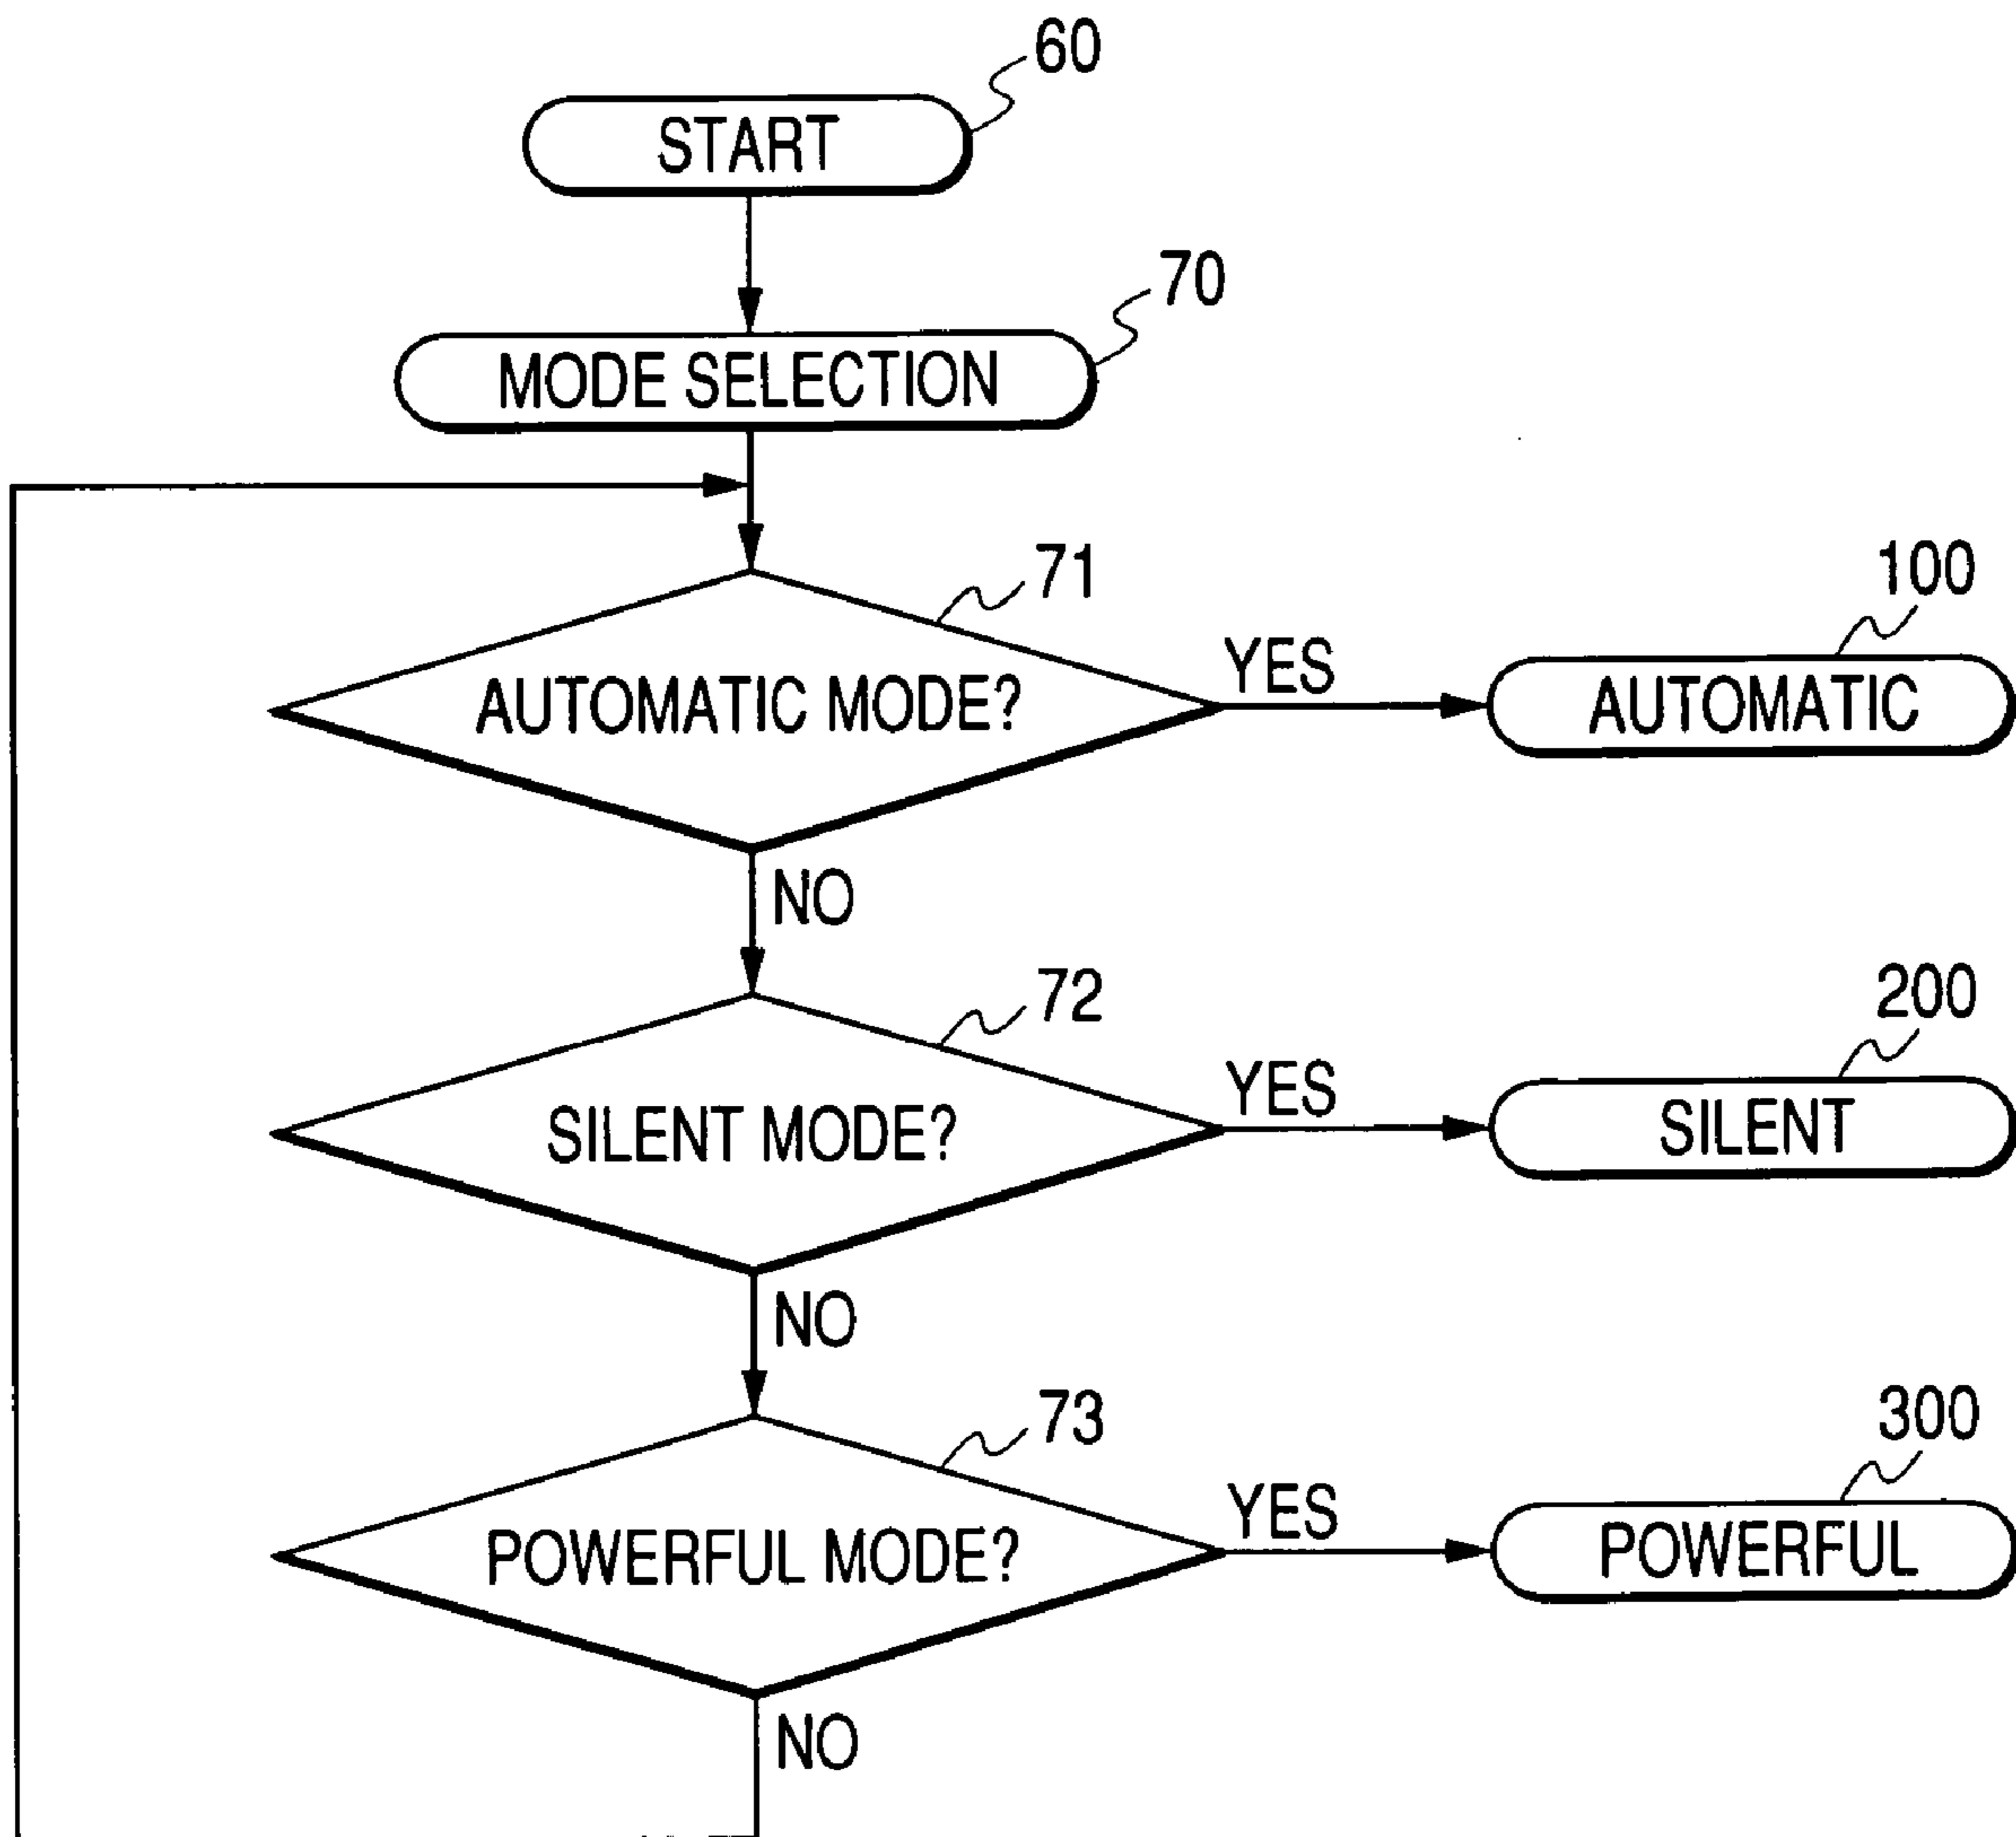 60
START
70
MODE SELECTION
71
100
YES
AUTOMATIC MODE?
AUTOMATIC
NO
72
200
YES
SILENT MODE?
SILENT
NO
73
300
YES
POWERFUL MODE?
POWERFUL
NO